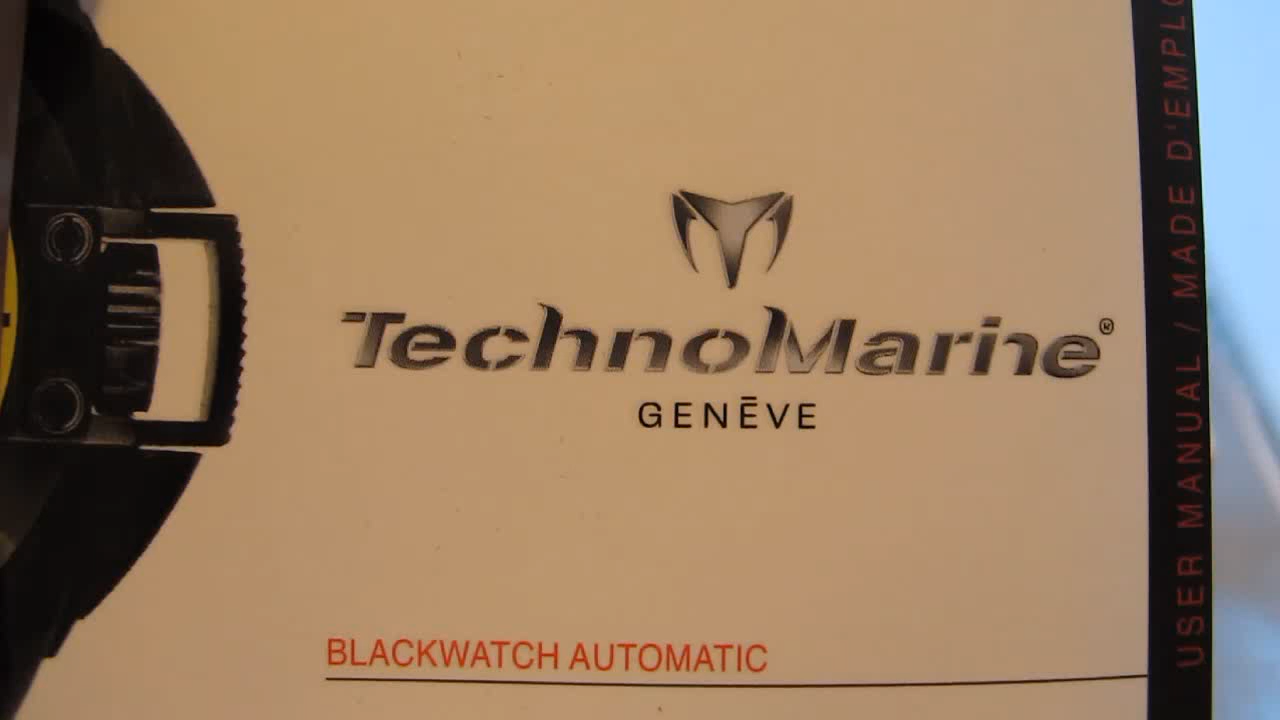 TechnoMarine®
GENĒVE
BLACKWATCH AUTOMATIC
USER MANUAL / MADE D'EMPLO